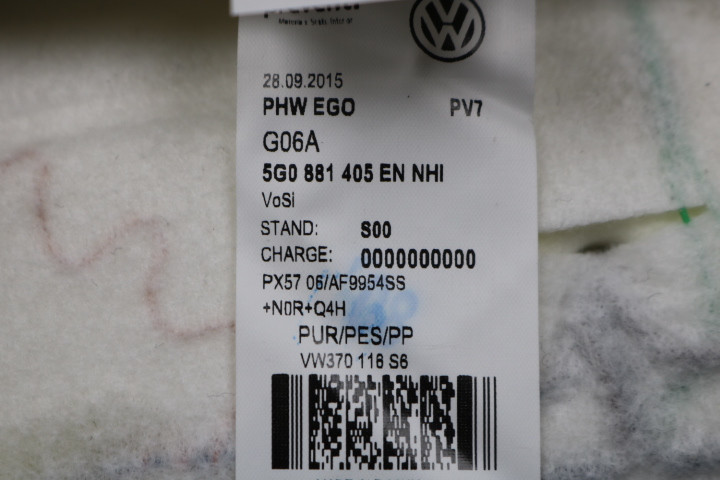 28.09.2015
PHW EGO PV7
G06A
5G0 881 405 EN NHI
VoSi
STAND: S00
CHARGE: 0000000000
PX57 06/AF9954SS
+N0R+Q4H
PUR/PES/PP
VW370 116 S6